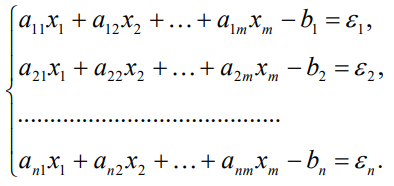 a₁₁x₁ + a₁₂x₂ + ... + a₁ₘxₘ − b₁ = ε₁,
a₂₁x₁ + a₂₂x₂ + ... + a₂ₘxₘ − b₂ = ε₂,
..........................................
aₙ₁x₁ + aₙ₂x₂ + ... + aₙₘxₘ − bₙ = εₙ.